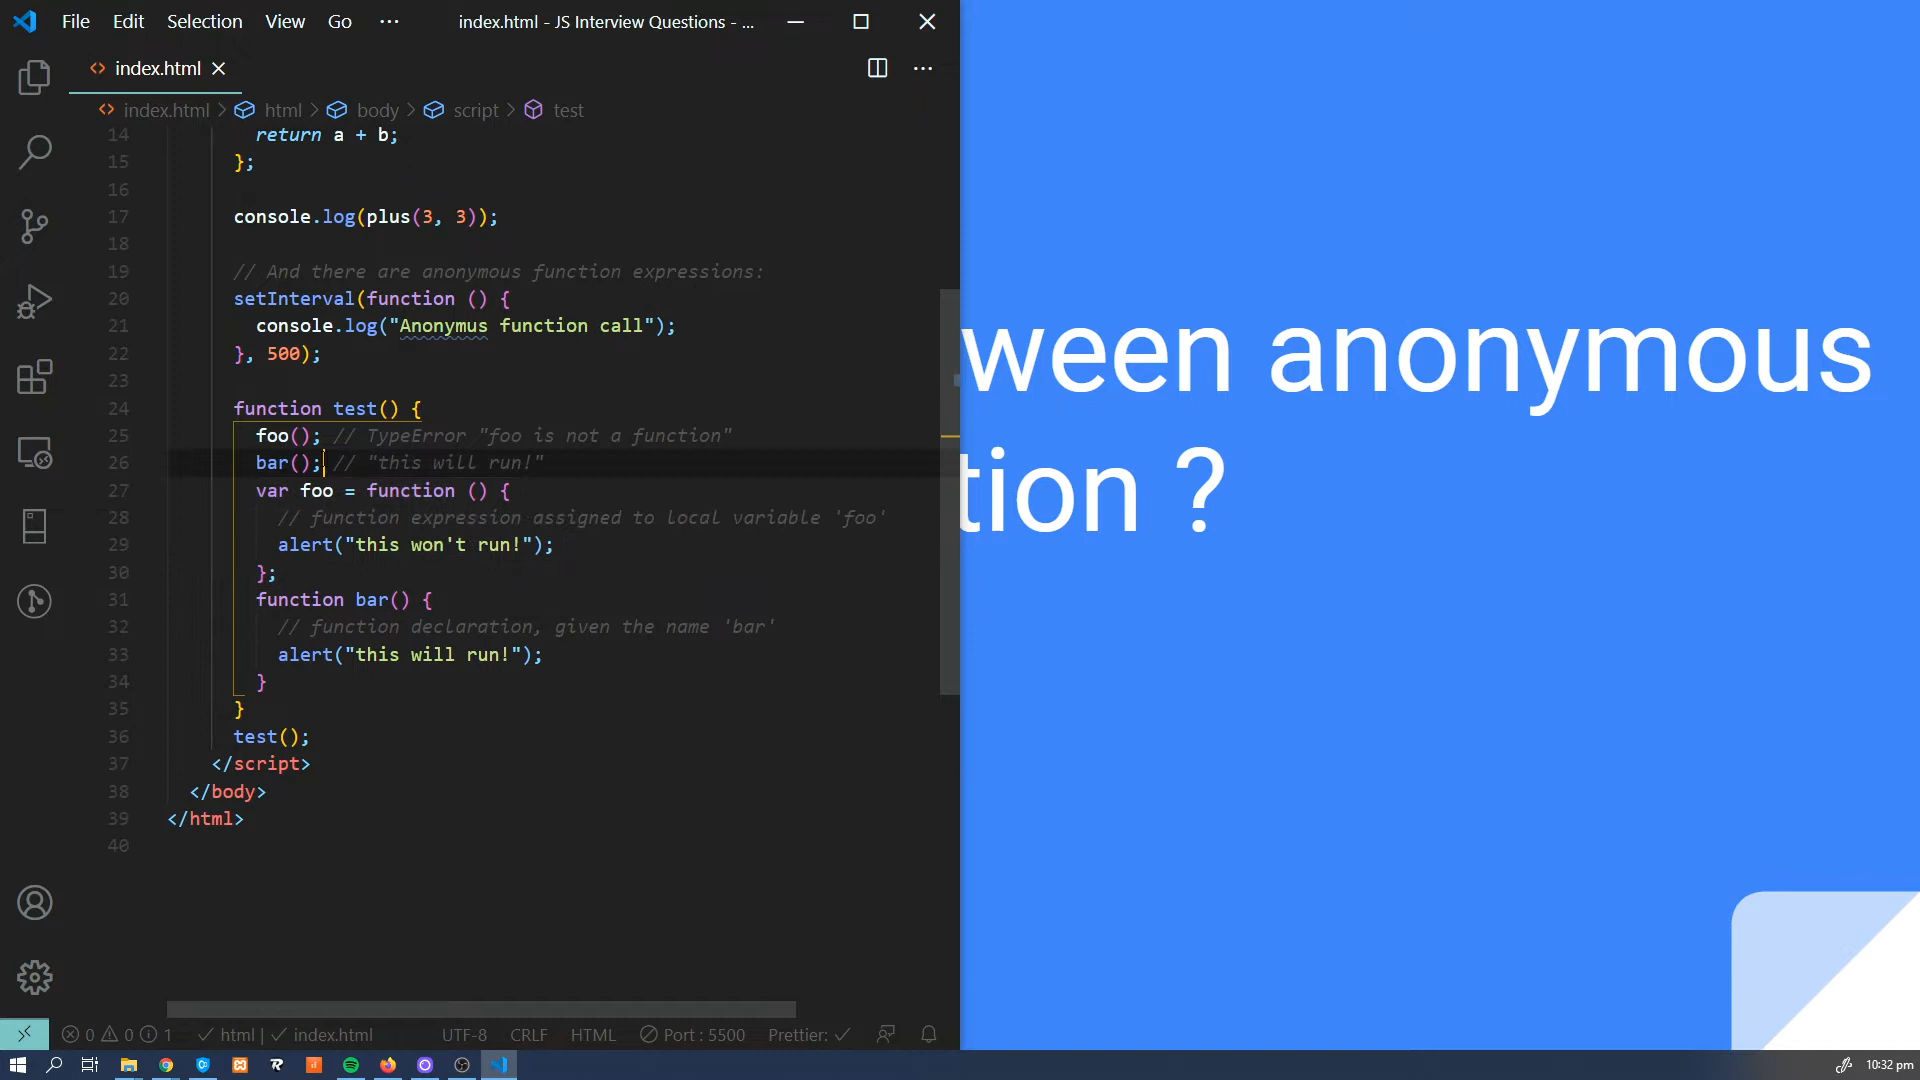 File Edit Selection View Go ··· index.html - JS Interview Questions - ...
index.html
index.html > html > body > script > test
14 return a + b;
15 };
16
17 console.log(plus(3, 3));
18
19 // And there are anonymous function expressions:
20 setInterval(function () {
21 console.log("Anonymus function call");
22 }, 500);
23
24 function test() {
25 foo(); // TypeError "foo is not a function"
26 bar(); // "this will run!"
27 var foo = function () {
28 // function expression assigned to local variable 'foo'
29 alert("this won't run!");
30 };
31 function bar() {
32 // function declaration, given the name 'bar'
33 alert("this will run!");
34 }
35 }
36 test();
37 </script>
38 </body>
39 </html>
40
0 0 1 html | index.html UTF-8 CRLF HTML Port : 5500 Prettier:
ween anonymous
tion ?
10:32 pm